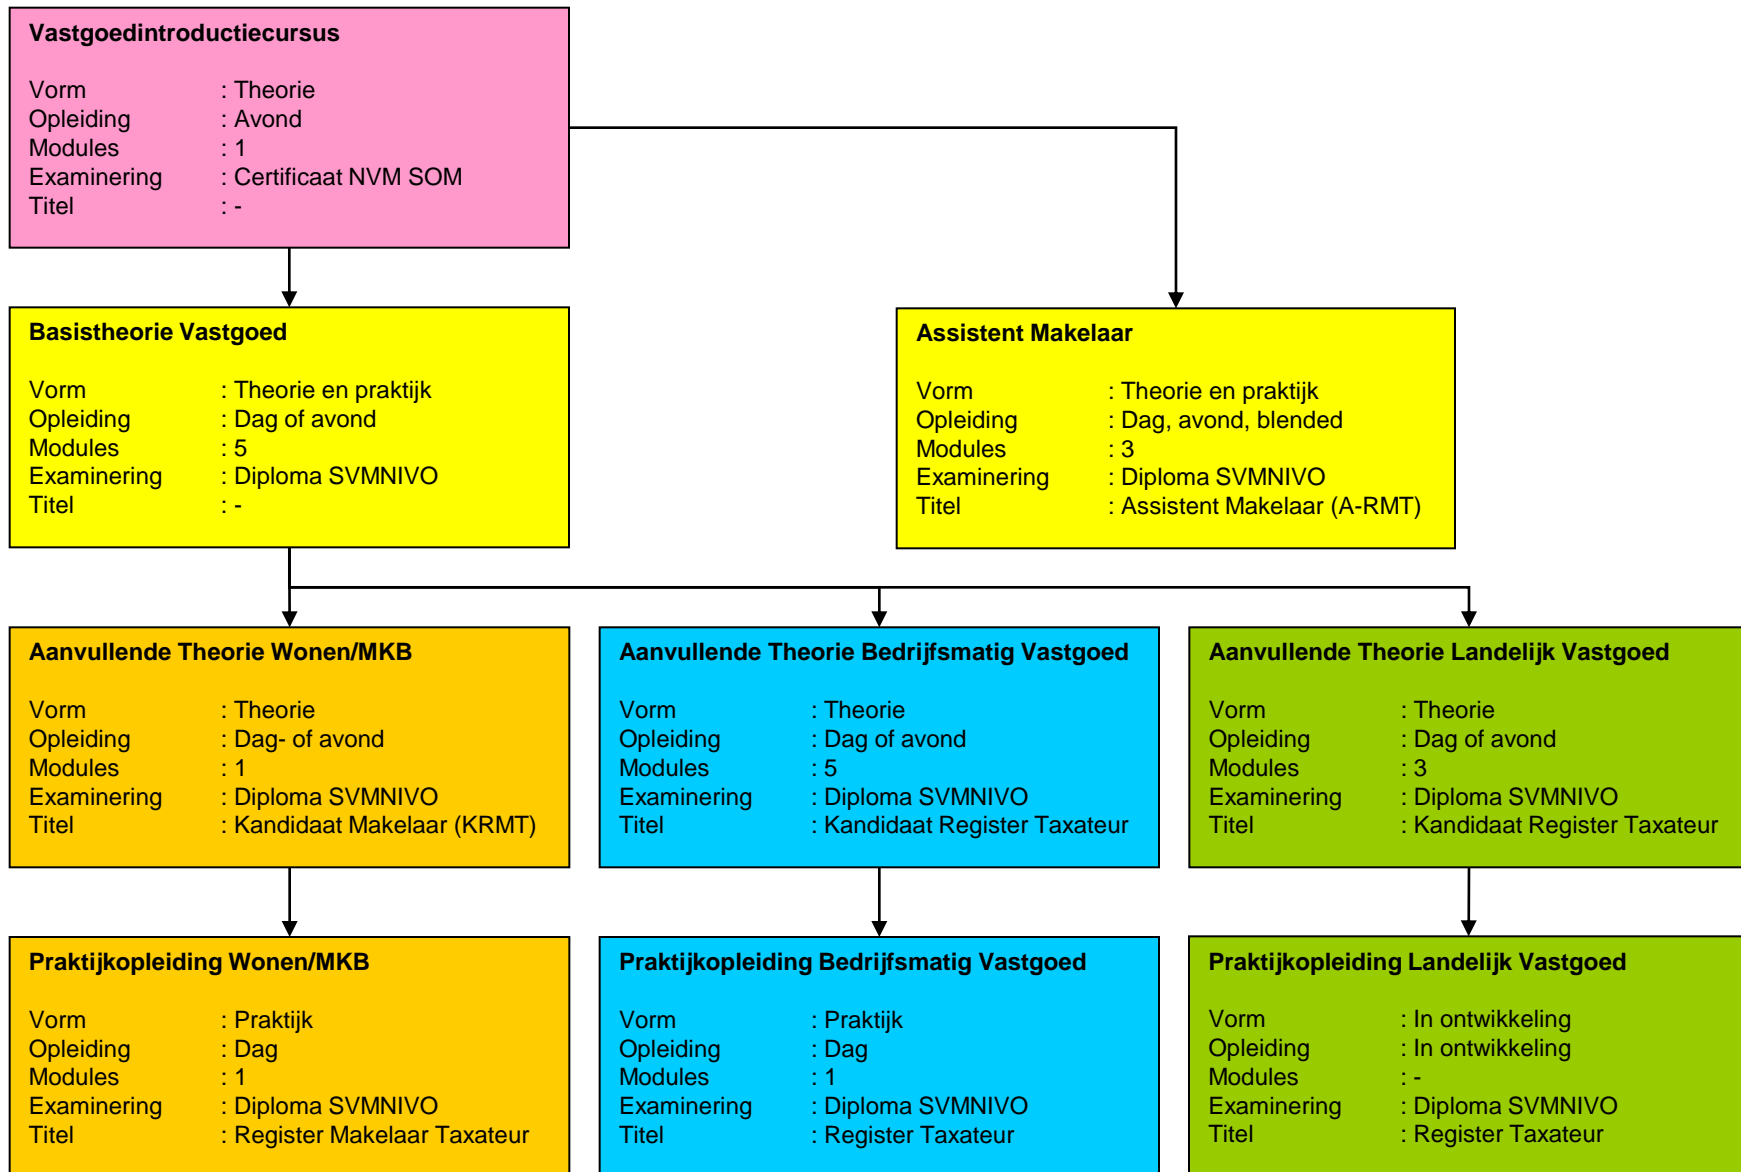 Vastgoedintroductiecursus
Vorm : Theorie
Opleiding : Avond
Modules : 1
Examinering : Certificaat NVM SOM
Titel : -
Basistheorie Vastgoed
Vorm : Theorie en praktijk
Opleiding : Dag of avond
Modules : 5
Examinering : Diploma SVMNIVO
Titel : -
Assistent Makelaar
Vorm : Theorie en praktijk
Opleiding : Dag, avond, blended
Modules : 3
Examinering : Diploma SVMNIVO
Titel : Assistent Makelaar (A-RMT)
Aanvullende Theorie Wonen/MKB
Vorm : Theorie
Opleiding : Dag- of avond
Modules : 1
Examinering : Diploma SVMNIVO
Titel : Kandidaat Makelaar (KRMT)
Aanvullende Theorie Bedrijfsmatig Vastgoed
Vorm : Theorie
Opleiding : Dag of avond
Modules : 5
Examinering : Diploma SVMNIVO
Titel : Kandidaat Register Taxateur
Aanvullende Theorie Landelijk Vastgoed
Vorm : Theorie
Opleiding : Dag of avond
Modules : 3
Examinering : Diploma SVMNIVO
Titel : Kandidaat Register Taxateur
Praktijkopleiding Wonen/MKB
Vorm : Praktijk
Opleiding : Dag
Modules : 1
Examinering : Diploma SVMNIVO
Titel : Register Makelaar Taxateur
Praktijkopleiding Bedrijfsmatig Vastgoed
Vorm : Praktijk
Opleiding : Dag
Modules : 1
Examinering : Diploma SVMNIVO
Titel : Register Taxateur
Praktijkopleiding Landelijk Vastgoed
Vorm : In ontwikkeling
Opleiding : In ontwikkeling
Modules : -
Examinering : Diploma SVMNIVO
Titel : Register Taxateur